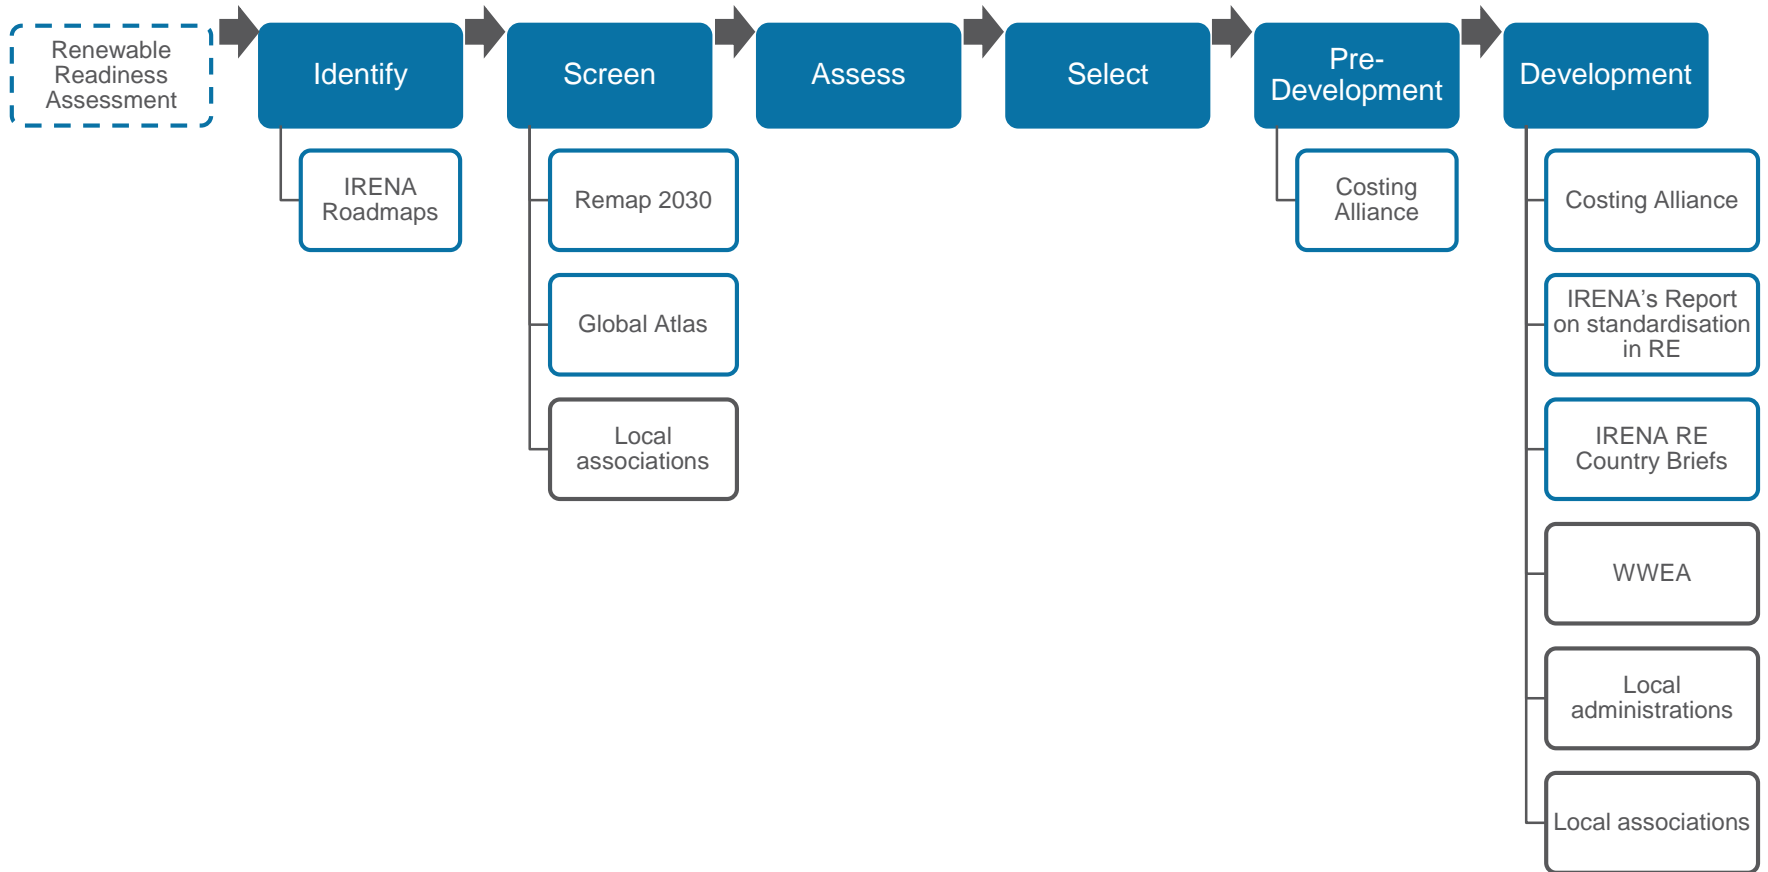 Renewable
Readiness
Assessment
Identify
Screen
Assess
Select
Pre-
Development
Development
IRENA
Roadmaps
Remap 2030
Global Atlas
Local
associations
Costing
Alliance
Costing Alliance
IRENA’s Report
on standardisation
in RE
IRENA RE
Country Briefs
WWEA
Local
administrations
Local associations